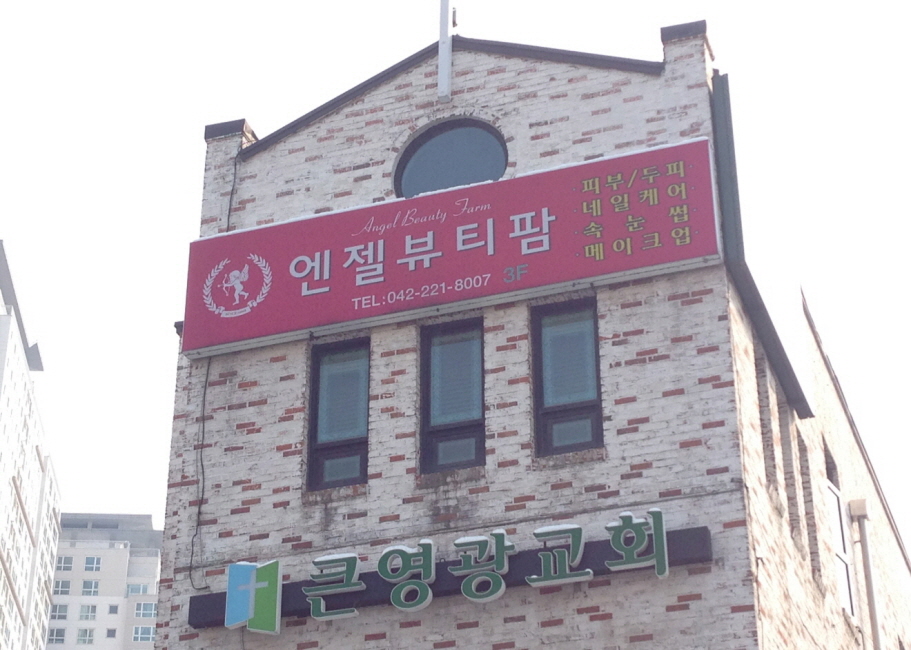 Angel Beauty Farm
엔젤뷰티팜
TEL:042-221-8007 3F
피부/두피
네일케어
속눈썹
메이크업
큰영광교회